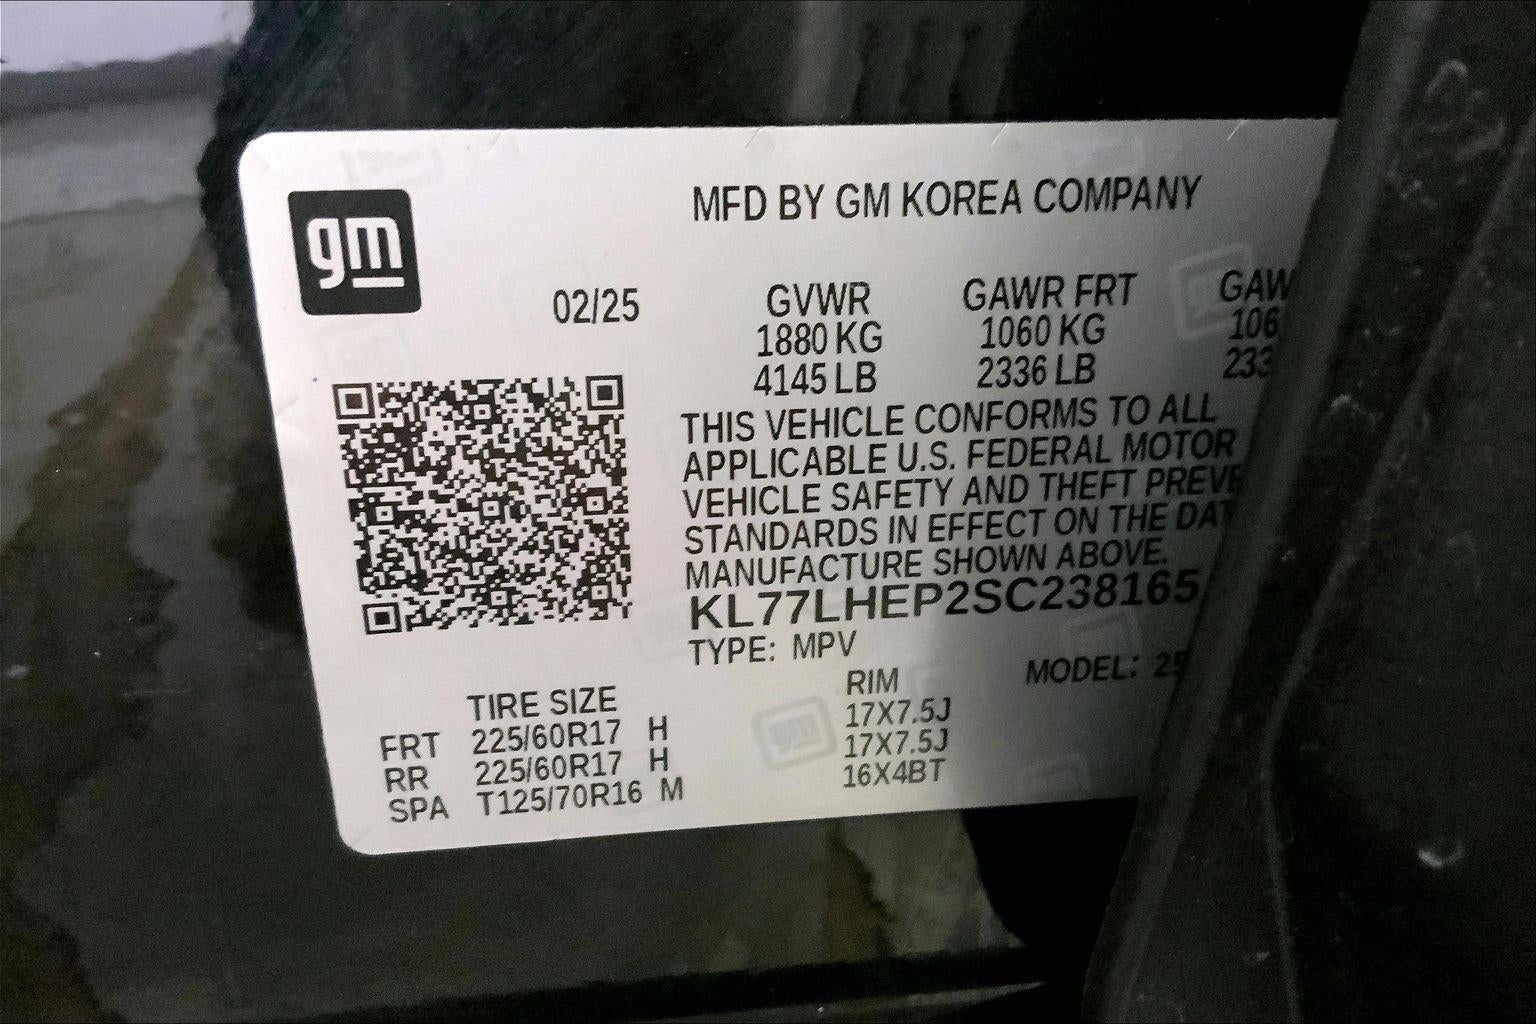 gm
MFD BY GM KOREA COMPANY
02/25 GVWR GAWR FRT
1880 KG 1060 KG
4145 LB 2336 LB
THIS VEHICLE CONFORMS TO ALL
APPLICABLE U.S. FEDERAL MOTOR
VEHICLE SAFETY AND THEFT
STANDARDS IN EFFECT ON THE
MANUFACTURE SHOWN ABOVE.
KL77LHEP2SC238165
TYPE: MPV
MODEL:
TIRE SIZE RIM
FRT 225/60R17 H 17X7.5J
RR 225/60R17 H 17X7.5J
SPA T125/70R16 M 16X4BT